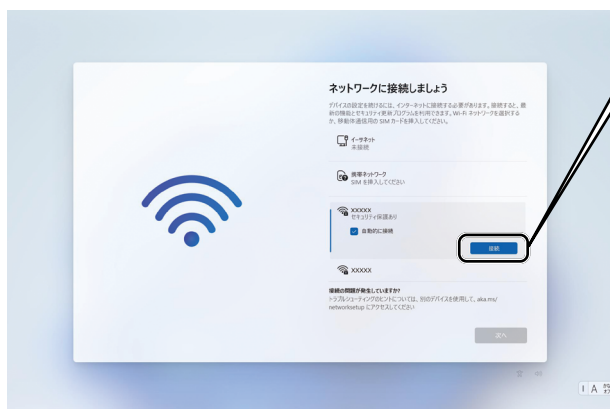 ネットワークに接続しましょう
デバイスの設定を続けるには、インターネットに接続する必要があります。接続すると、最
新の機能とセキュリティ更新プログラムを利用できます。Wi-Fi ネットワークを選択する
か、移動体通信用の SIM カードを挿入してください。
イーサネット
未接続
携帯ネットワーク
SIM を挿入してください
XXXXX
セキュリティ保護あり
自動的に接続
接続
XXXXX
接続の問題が発生していますか?
トラブルシューティングのヒントについては、別のデバイスを使用して、aka.ms/
networksetup にアクセスしてください
次へ
A